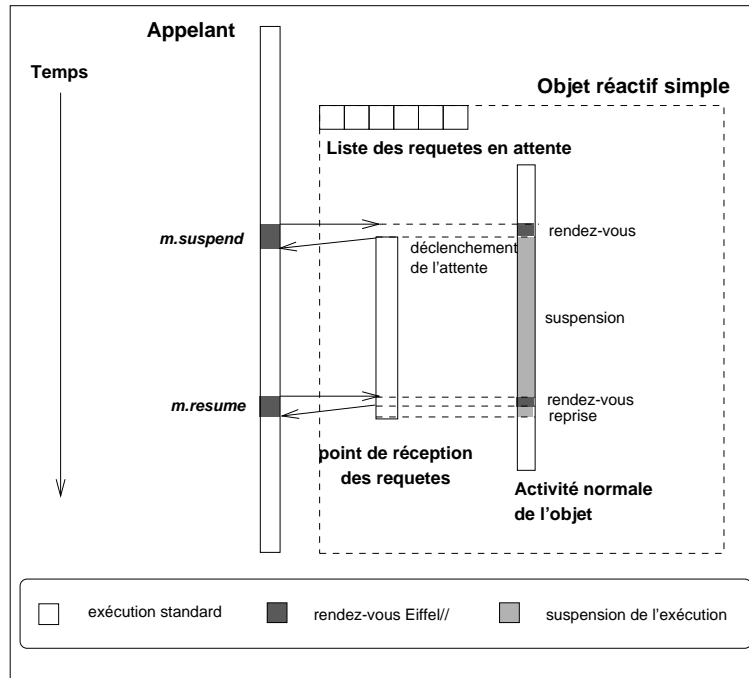 Appelant
Temps
Objet réactif simple
Liste des requetes en attente
m.suspend
rendez-vous
déclenchement
de l'attente
suspension
m.resume
rendez-vous
reprise
point de réception
des requetes
Activité normale
de l'objet
exécution standard
rendez-vous Eiffel//
suspension de l'exécution